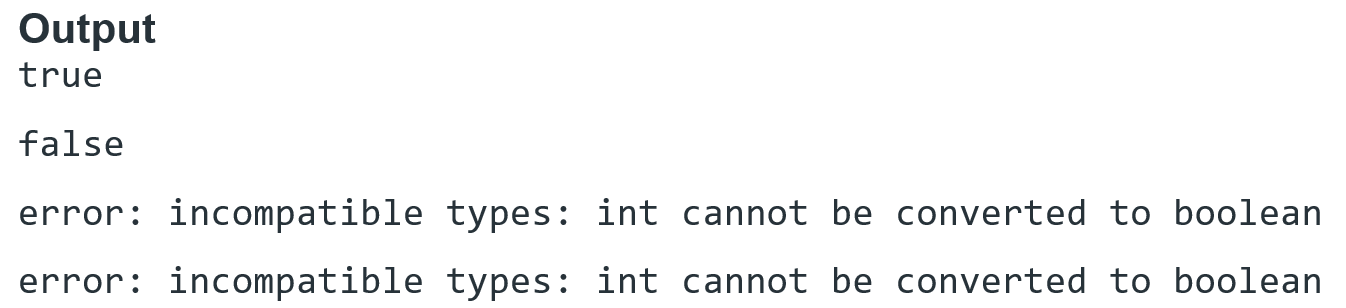 Output
true
false
error: incompatible types: int cannot be converted to boolean
error: incompatible types: int cannot be converted to boolean